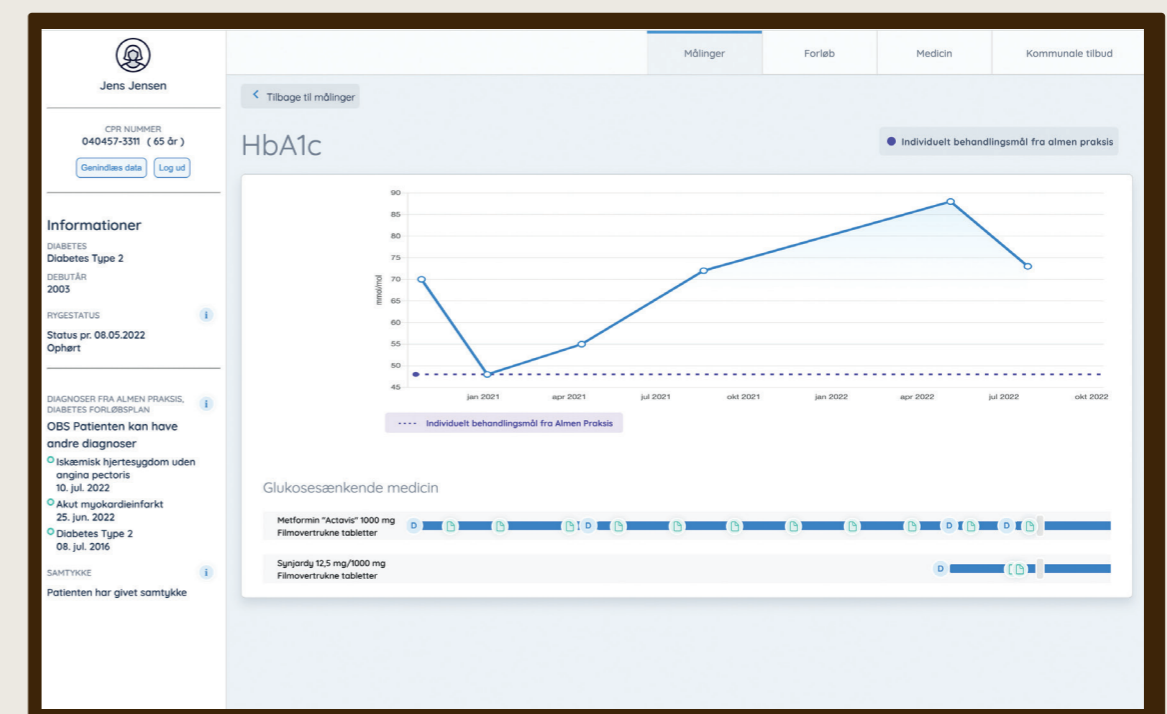 Jens Jensen
CPR NUMMER
040457-3311 ( 65 år )
Genindlæs data
Log ud
Informationer
DIABETES
Diabetes Type 2
DEBUTÅR
2003
RYGESTATUS
i
Status pr. 08.05.2022
Ophørt
DIAGNOSER FRA ALMEN PRAKSIS,
DIABETES FORLØBSPLAN
i
OBS Patienten kan have
andre diagnoser
Iskæmisk hjertesygdom uden
angina pectoris
10. jul. 2022
Akut myokardieinfarkt
25. jun. 2022
Diabetes Type 2
08. jul. 2016
SAMTYKKE
i
Patienten har givet samtykke
Målinger
Forløb
Medicin
Kommunale tilbud
Tilbage til målinger
HbA1c
Individuelt behandlingsmål fra almen praksis
90
85
80
75
70
65
60
55
50
45
mmol/mol
jan 2021
apr 2021
jul 2021
okt 2021
jan 2022
apr 2022
jul 2022
okt 2022
Individuelt behandlingsmål fra Almen Praksis
Glukosesænkende medicin
Metformin "Actavis" 1000 mg
Filmovertrukne tabletter
D
D
D
D
Synjardy 12,5 mg/1000 mg
Filmovertrukne tabletter
D